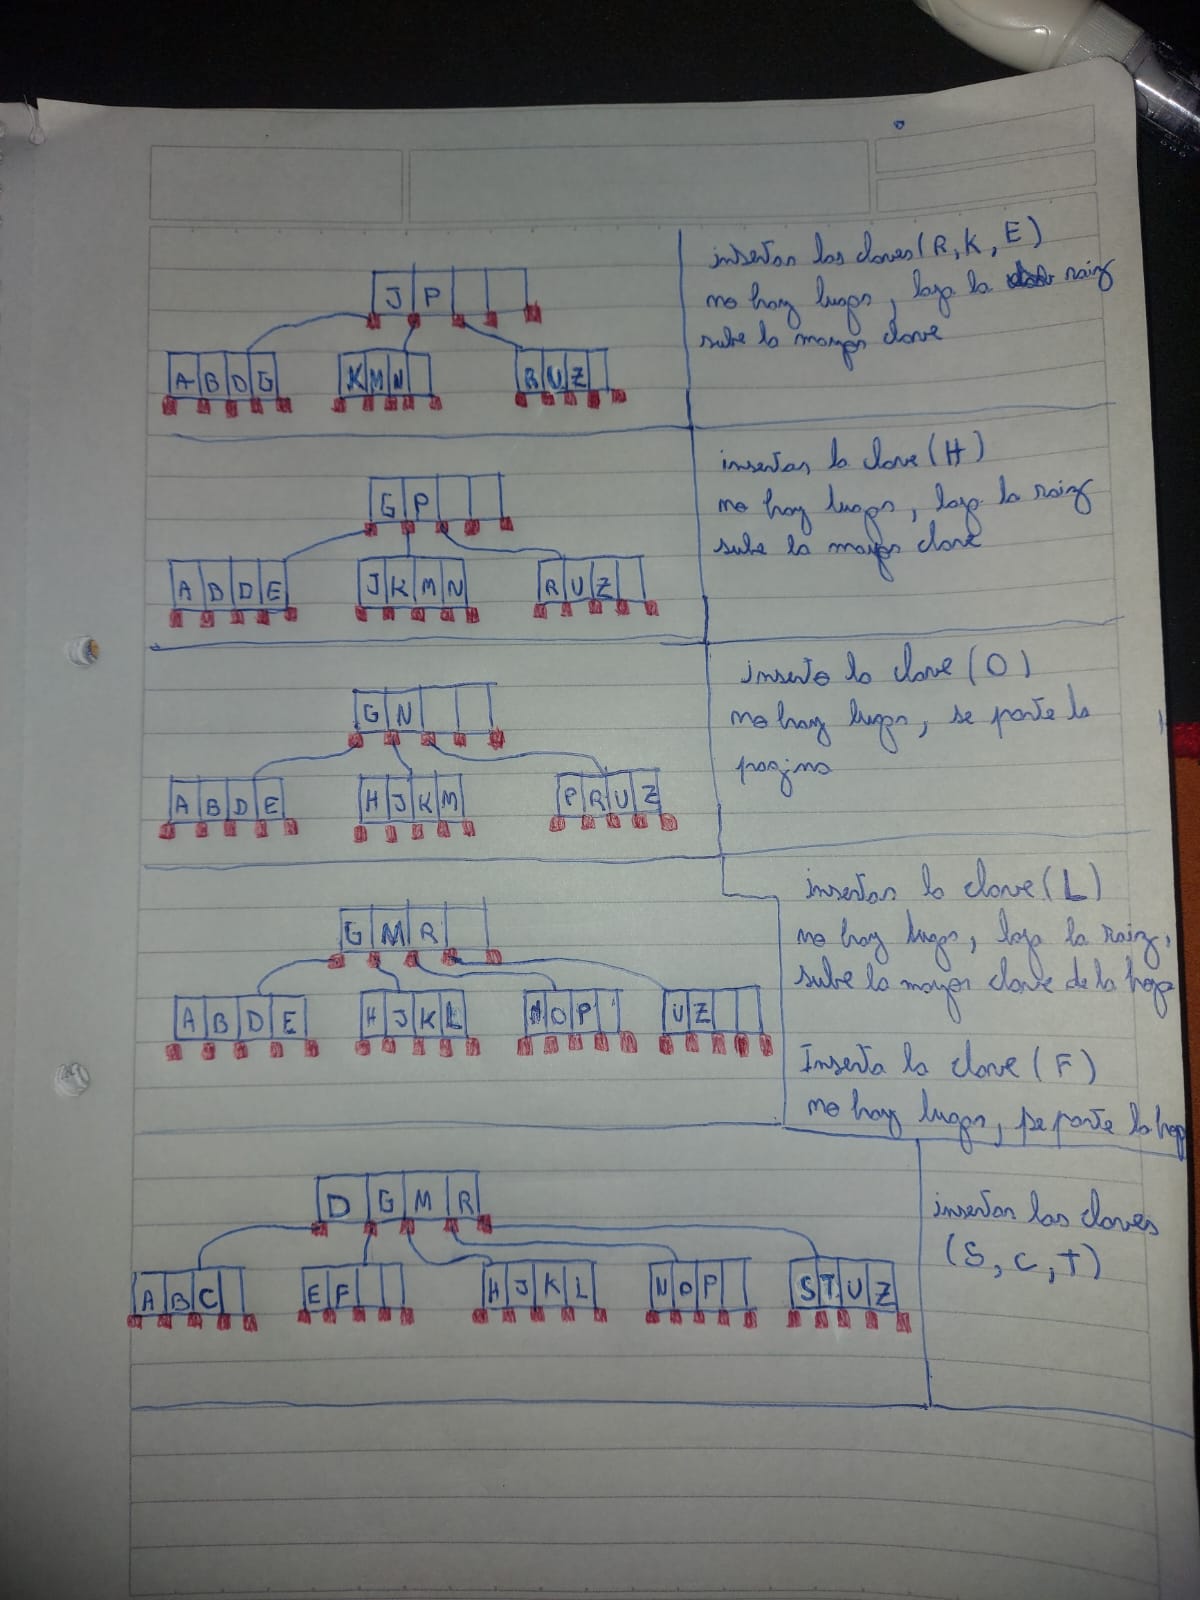 J P
A B D G K M N R U Z
insertar las claves (R, K, E)
no hay lugar, baja la raiz
sube la mayor clave
G P
A B D E J K M N R U Z
insertar la clave (H)
no hay lugar, baja la raiz
sube la mayor clave
G N
A B D E H J K M P R U Z
inserto la clave (O)
no hay lugar, se parte la
pagina
G M R
A B D E H J K L N O P U Z
insertar la clave (L)
no hay lugar, baja la raiz,
sube la mayor clave de la hoja
Inserta la clave (F)
no hay lugar, se parte la hoja
D G M R
A B C E F H J K L N O P S T U Z
insertar las claves
(S, C, T)